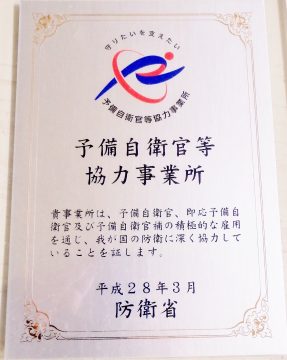 守りたいを支えたい
予備自衛官等協力事業所
予備自衛官等
協力事業所
貴事業所は、予備自衛官、即応予備自
衛官及び予備自衛官補の積極的な雇用
を通じ、我が国の防衛に深く協力して
いることを証します。
平成28年3月
防衛省